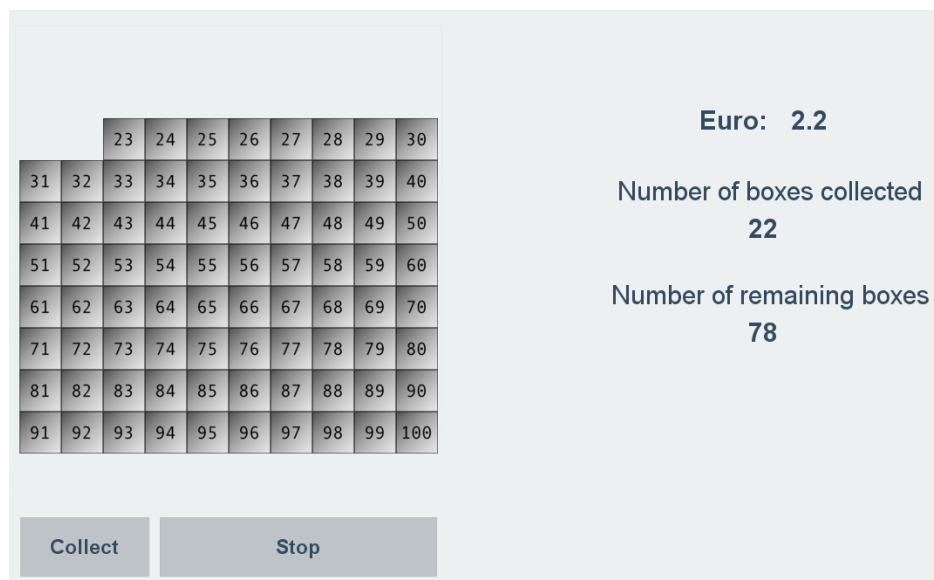 23 24 25 26 27 28 29 30
31 32 33 34 35 36 37 38 39 40
41 42 43 44 45 46 47 48 49 50
51 52 53 54 55 56 57 58 59 60
61 62 63 64 65 66 67 68 69 70
71 72 73 74 75 76 77 78 79 80
81 82 83 84 85 86 87 88 89 90
91 92 93 94 95 96 97 98 99 100
Collect Stop
Euro: 2.2
Number of boxes collected
22
Number of remaining boxes
78